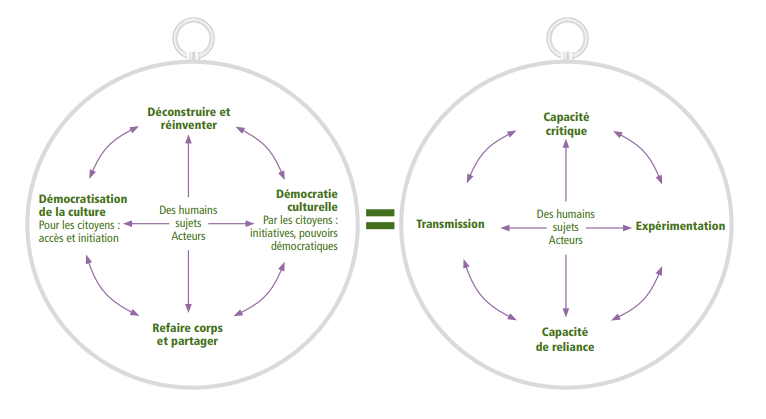 Déconstruire et
réinventer
Démocratisation
de la culture
Pour les citoyens :
accès et initiation
Des humains
sujets
Acteurs
Démocratie
culturelle
Par les citoyens :
initiatives, pouvoirs
démocratiques
Refaire corps
et partager
=
Capacité
critique
Transmission
Des humains
sujets
Acteurs
Expérimentation
Capacité
de reliance